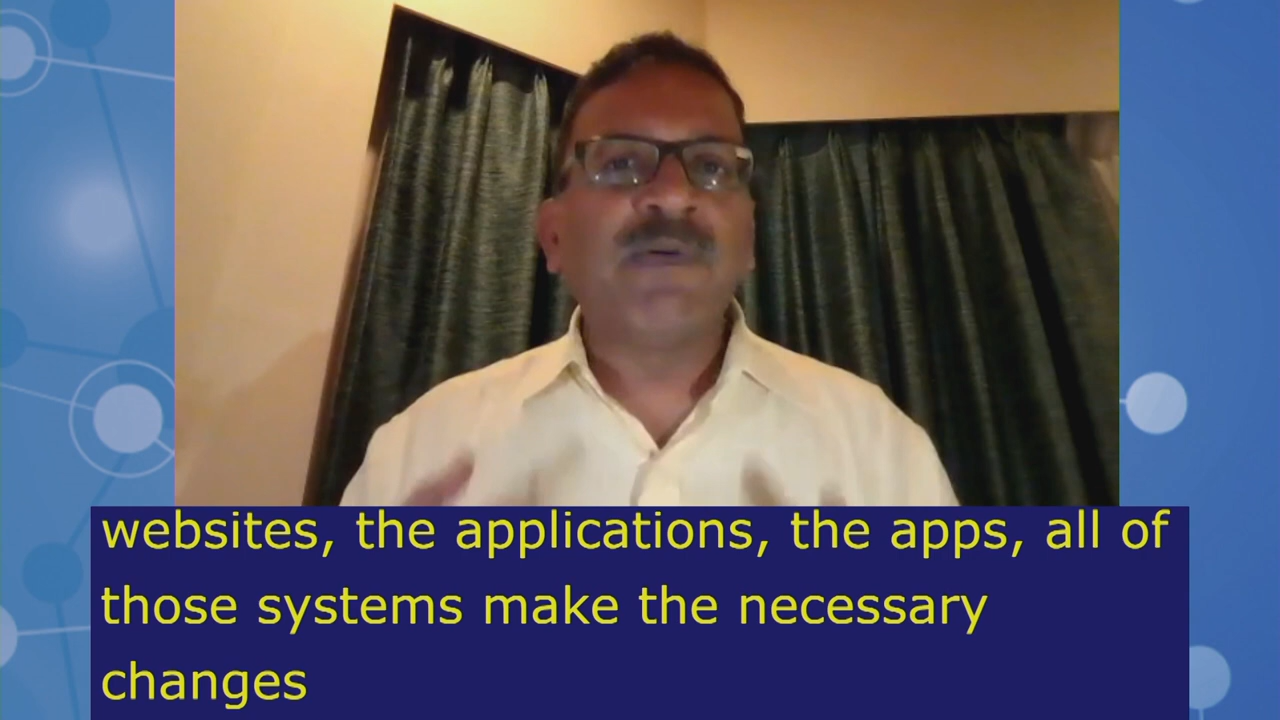 websites, the applications, the apps, all of
those systems make the necessary
changes